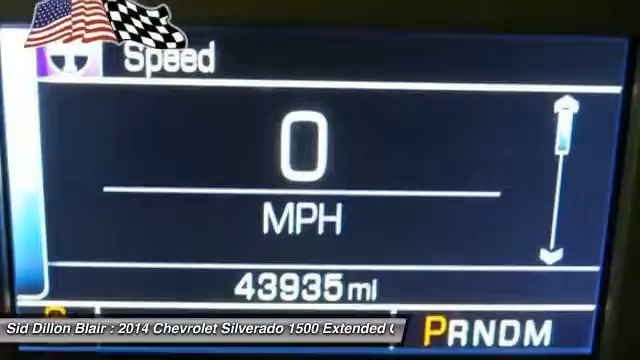 Speed
0
MPH
43935 mi
PRNDM
Sid Dillon Blair : 2014 Chevrolet Silverado 1500 Extended